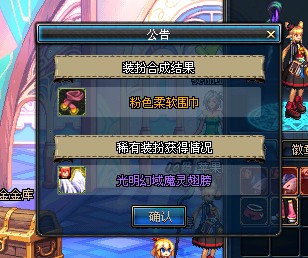 公告
装扮合成结果
粉色柔软围巾
稀有装扮获得情况
光明幻域魔灵翅膀
金金库
确认